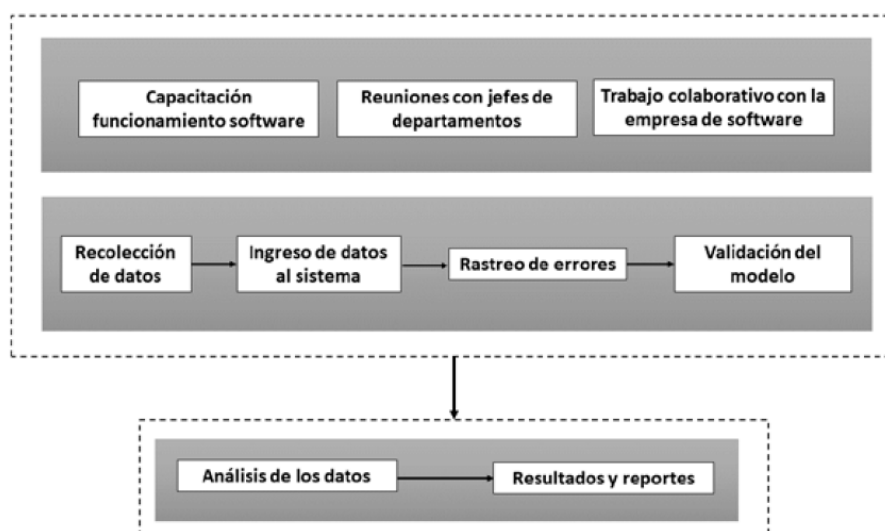 Capacitación
funcionamiento software
Reuniones con jefes de
departamentos
Trabajo colaborativo con la
empresa de software
Recolección
de datos
Ingreso de datos
al sistema
Rastreo de errores
Validación del
modelo
Análisis de los datos
Resultados y reportes